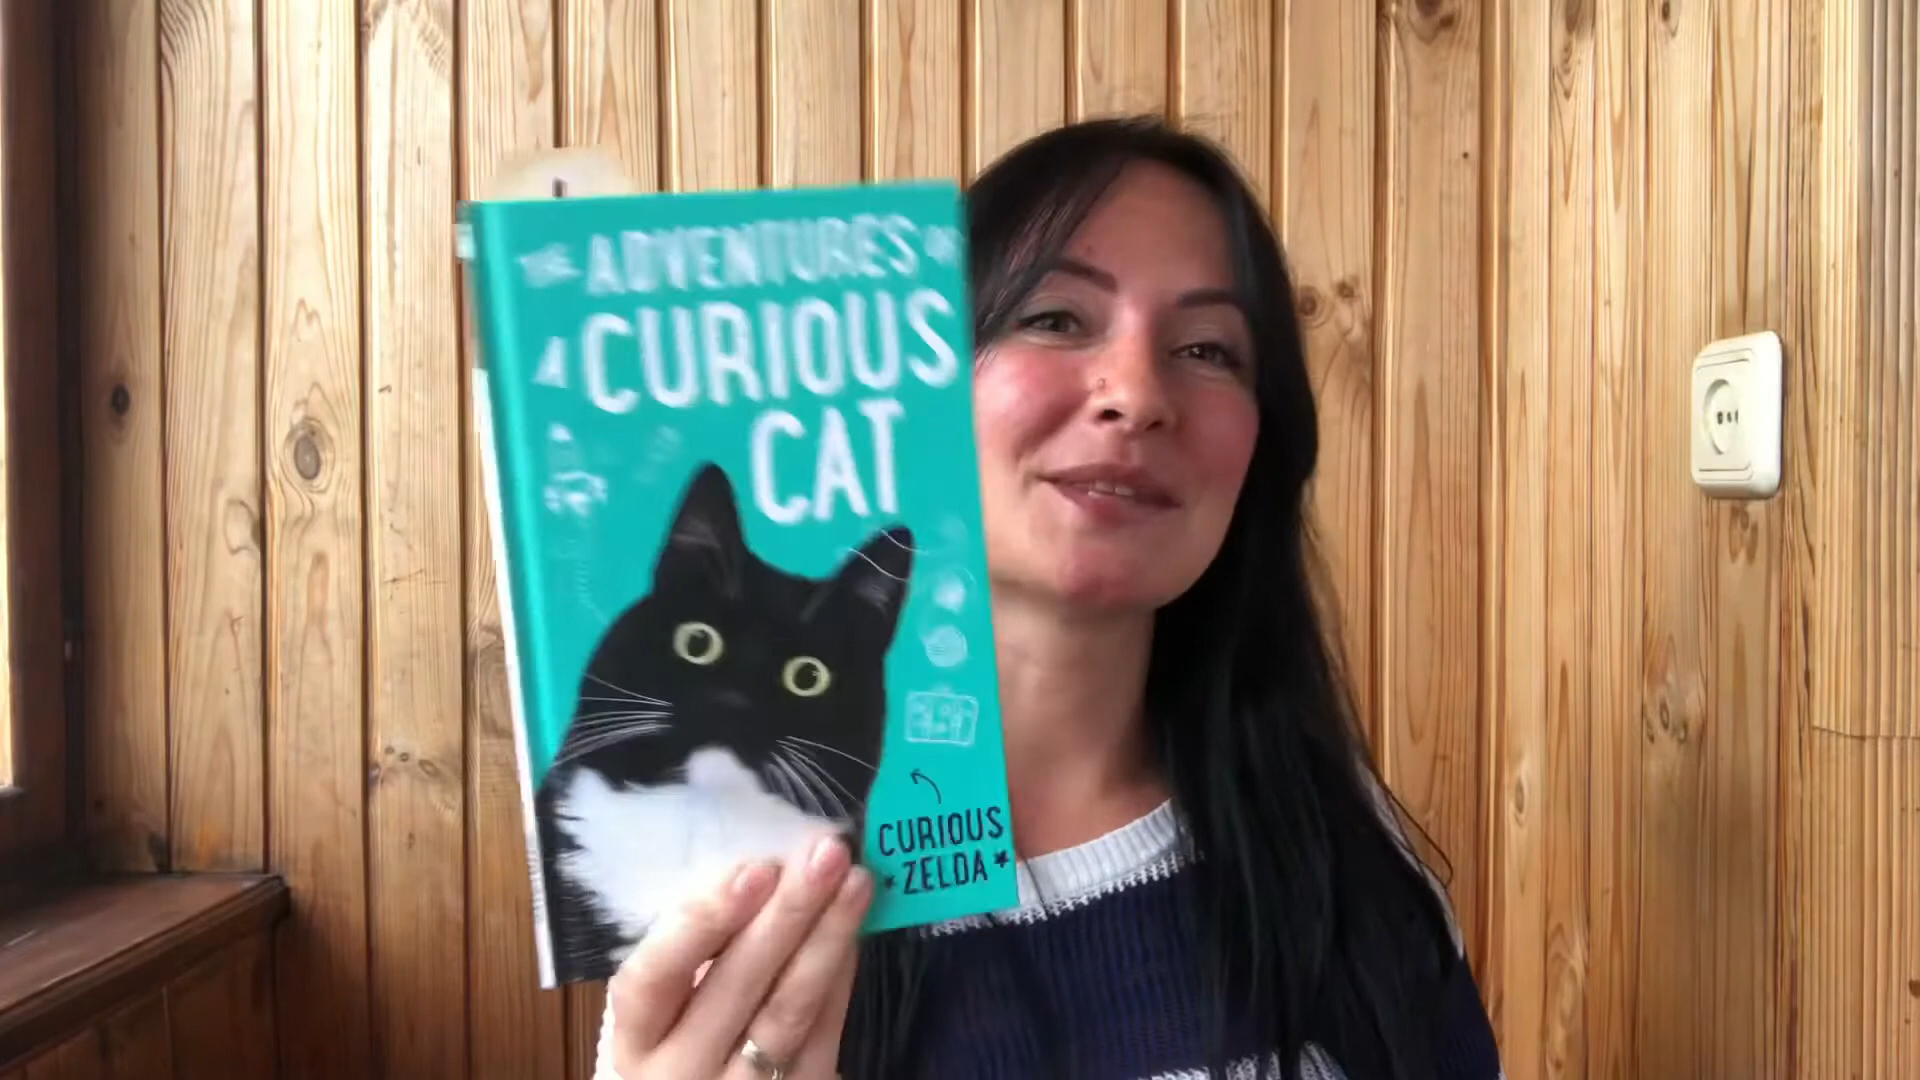 THE ADVENTURES OF
A CURIOUS
CAT
CURIOUS
ZELDA